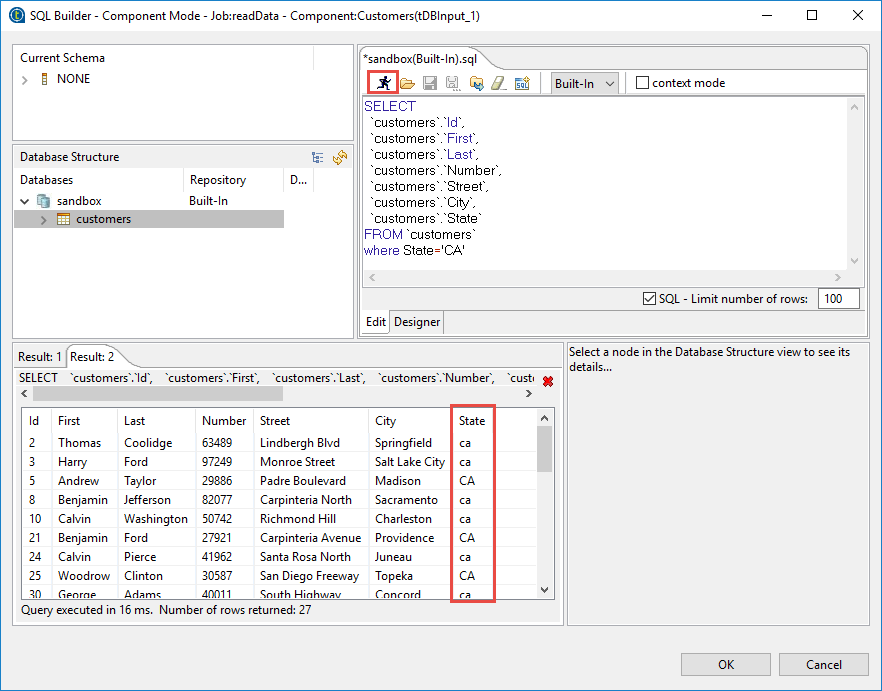 SQL Builder - Component Mode - Job:readData - Component:Customers(tDBInput_1)
Current Schema
NONE
Database Structure
Databases Repository D...
sandbox Built-In
customers
*sandbox(Built-In).sql
SQL Built-In context mode
SELECT
`customers`.`Id`,
`customers`.`First`,
`customers`.`Last`,
`customers`.`Number`,
`customers`.`Street`,
`customers`.`City`,
`customers`.`State`
FROM `customers`
where State='CA'
SQL - Limit number of rows: 100
Edit Designer
Result: 1 Result: 2
SELECT `customers`.`Id`, `customers`.`First`, `customers`.`Last`, `customers`.`Number`, `custo
Id First Last Number Street City State
2 Thomas Coolidge 63489 Lindbergh Blvd Springfield ca
3 Harry Ford 97249 Monroe Street Salt Lake City ca
5 Andrew Taylor 29886 Padre Boulevard Madison CA
8 Benjamin Jefferson 82077 Carpinteria North Sacramento ca
10 Calvin Washington 50742 Richmond Hill Charleston ca
21 Benjamin Ford 27921 Carpinteria Avenue Providence CA
24 Calvin Pierce 41962 Santa Rosa North Juneau ca
25 Woodrow Clinton 30587 San Diego Freeway Topeka CA
30 George Adams 40011 South Highway Concord ca
Query executed in 16 ms. Number of rows returned: 27
Select a node in the Database Structure view to see its
details...
OK Cancel